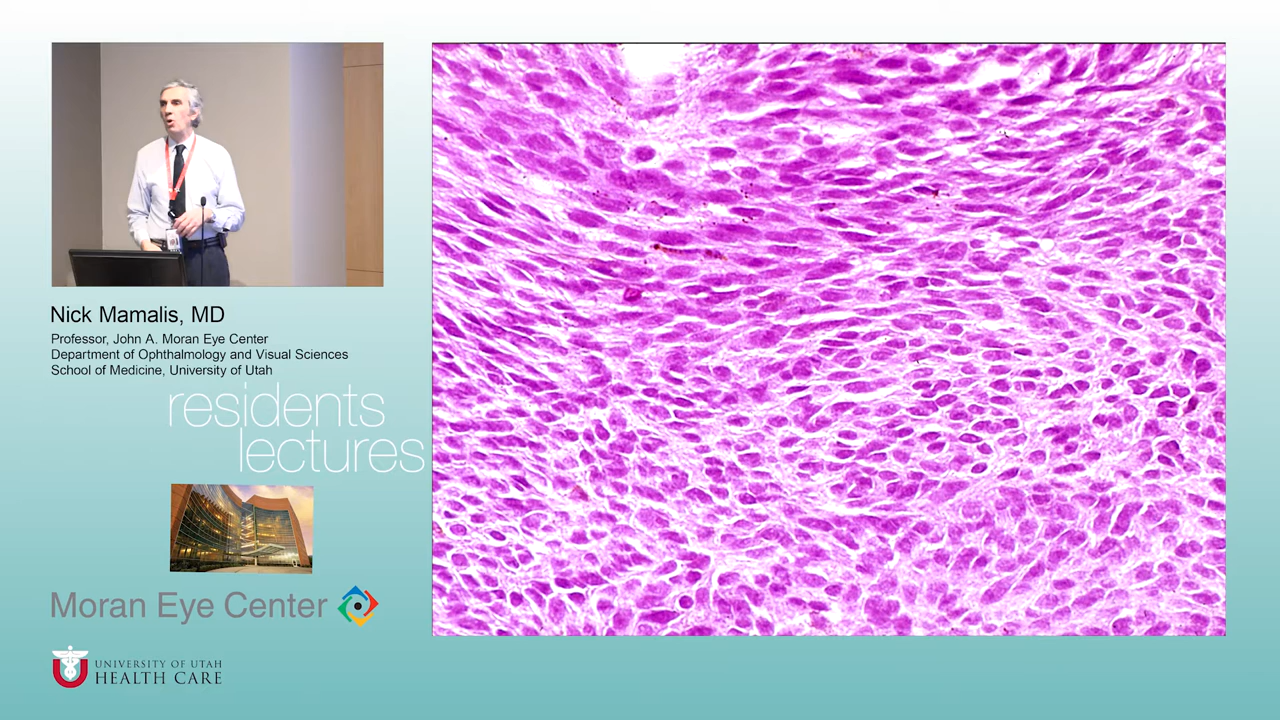 Nick Mamalis, MD
Professor, John A. Moran Eye Center
Department of Ophthalmology and Visual Sciences
School of Medicine, University of Utah
residents
lectures
Moran Eye Center
UNIVERSITY OF UTAH
HEALTH CARE